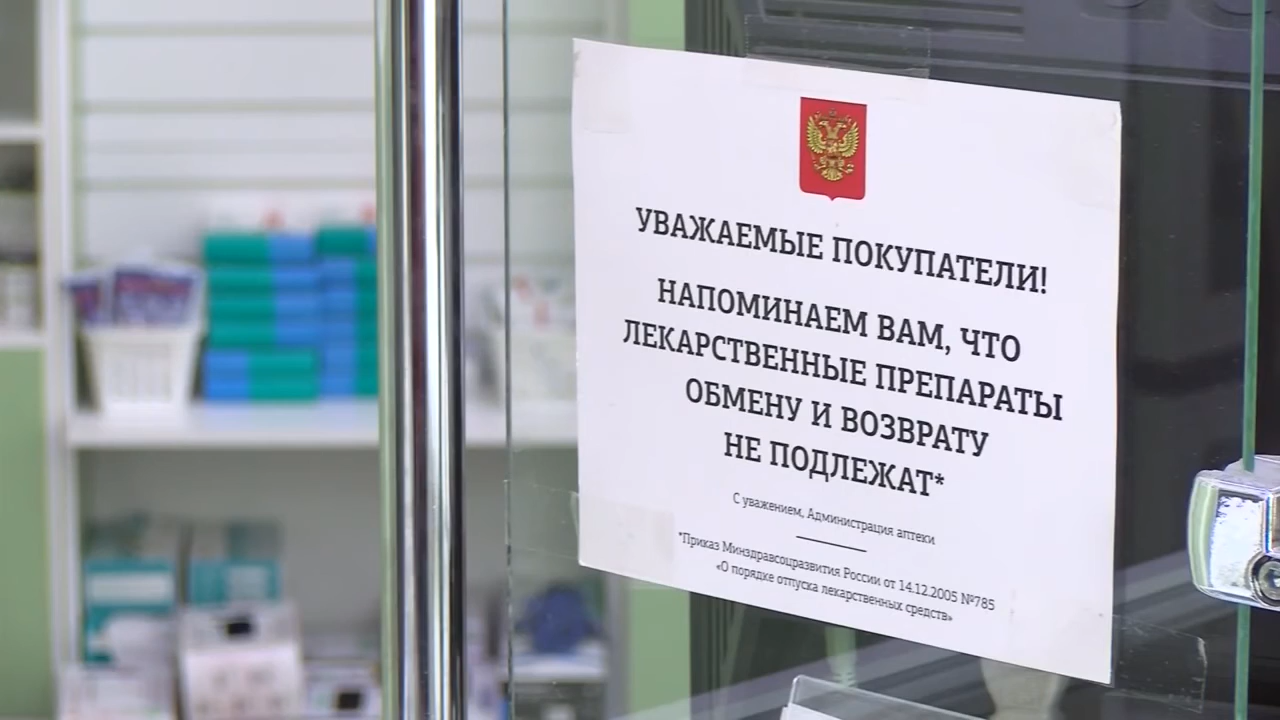 УВАЖАЕМЫЕ ПОКУПАТЕЛИ!
НАПОМИНАЕМ ВАМ, ЧТО
ЛЕКАРСТВЕННЫЕ ПРЕПАРАТЫ
ОБМЕНУ И ВОЗВРАТУ
НЕ ПОДЛЕЖАТ*
С уважением, Администрация аптеки
*Приказ Минздравсоцразвития России от 14.12.2005 №785
«О порядке отпуска лекарственных средств»